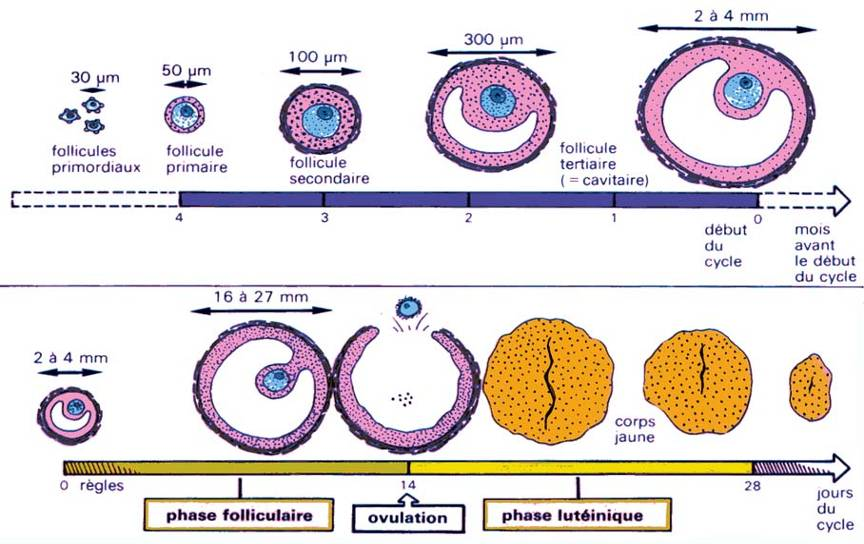 2 à 4 mm
300 µm
100 µm
50 µm
30 µm
follicules
primordiaux
follicule
primaire
follicule
secondaire
follicule
tertiaire
(= cavitaire)
4
3
2
1
0
début
du
cycle
mois
avant
le début
du cycle
16 à 27 mm
2 à 4 mm
corps
jaune
0 règles
14
28
jours
du
cycle
phase folliculaire
ovulation
phase lutéinique